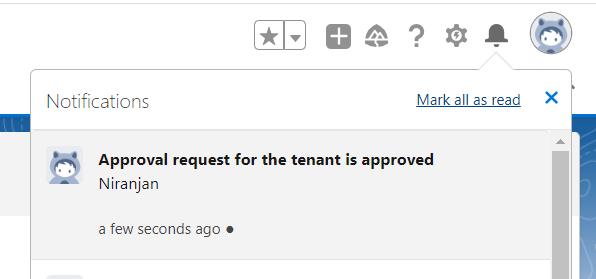 Notifications
Mark all as read
Approval request for the tenant is approved
Niranjan
a few seconds ago